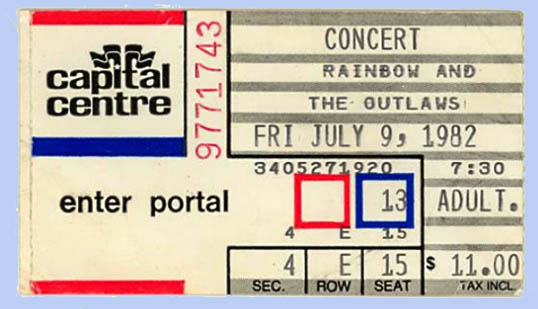 capital
centre
9771743
CONCERT
RAINBOW AND
THE OUTLAWS
FRI JULY 9, 1982
3405271920 7:30
enter portal 13 ADULT.
4 E 15
4 E 15 $ 11.00
SEC. ROW SEAT TAX INCL.